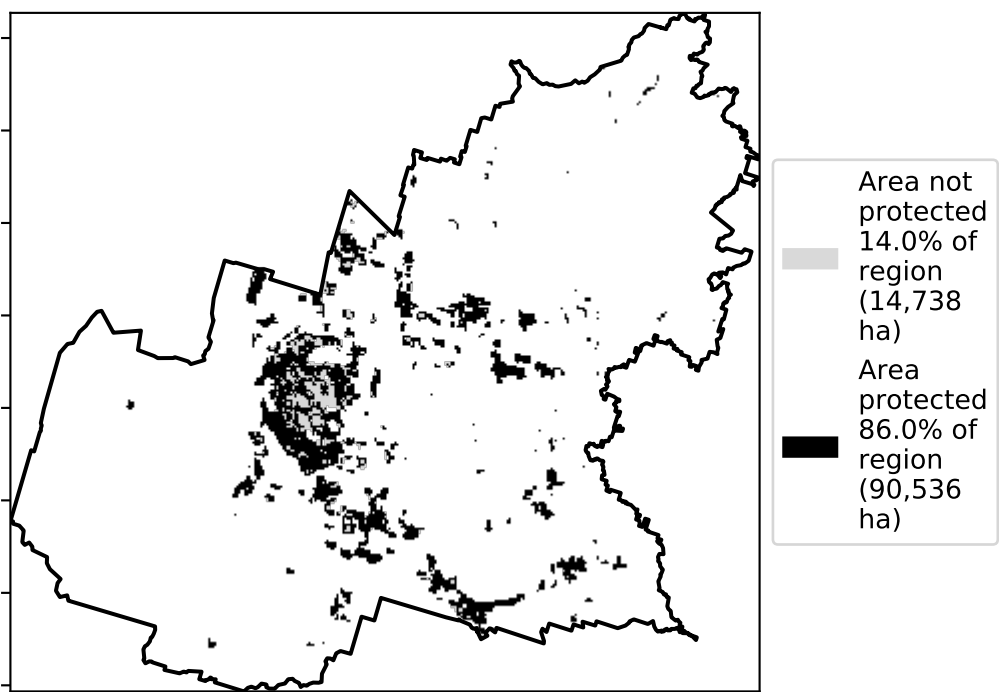 Area not
protected
14.0% of
region
(14,738
ha)
Area
protected
86.0% of
region
(90,536
ha)